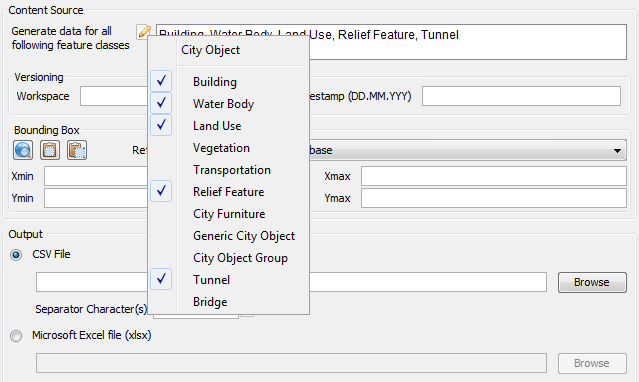 Content Source
Generate data for all
following feature classes
Building, Water Body, Land Use, Relief Feature, Tunnel
City Object
Building
Water Body
Land Use
Vegetation
Transportation
Relief Feature
City Furniture
Generic City Object
City Object Group
Tunnel
Bridge
Versioning
Workspace
estamp (DD.MM.YYY)
Bounding Box
Ref
base
Xmin
Xmax
Ymin
Ymax
Output
CSV File
Browse
Separator Character(s)
Microsoft Excel file (xlsx)
Browse